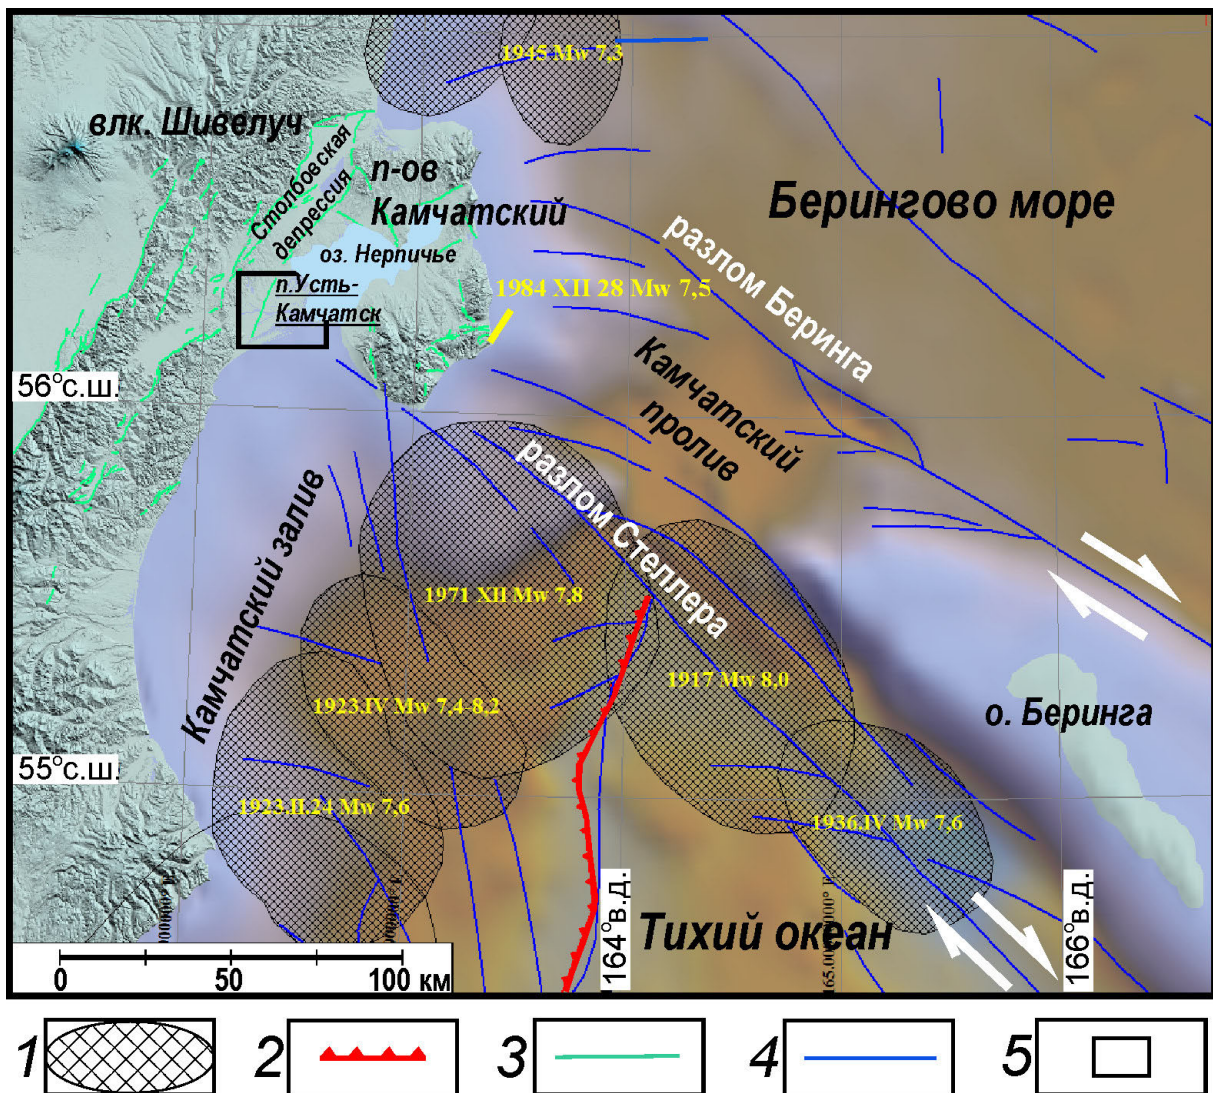 1945 Mw 7,3
влк. Шивелуч
Столбовская
депрессия
п-ов
Камчатский
Берингово море
оз. Нерпичье
разлом Беринга
п.Усть-
Камчатск
1984 XII 28 Mw 7,5
56°с.ш.
Камчатский
пролив
разлом Стеллера
Камчатский залив
1971 XII Mw 7,8
1917 Mw 8,0
1923.IV Mw 7,4-8,2
о. Беринга
55°с.ш.
1923.II.24 Mw 7,6
1936.IV Mw 7,6
Тихий океан
164°в.д.
166°в.д.
0 50 100 км
1 2 3 4 5